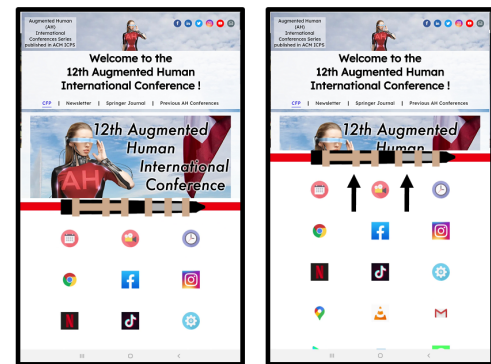 Augmented Human
(AH)
International
Conferences Series
published in ACM ICPS
Welcome to the
12th Augmented Human
International Conference !
CFP | Newsletter | Springer Journal | Previous AH Conferences
12th Augmented
Human
International
Conference
AH
Augmented Human
(AH)
International
Conferences Series
published in ACM ICPS
Welcome to the
12th Augmented Human
International Conference !
CFP | Newsletter | Springer Journal | Previous AH Conferences
12th Augmented
Human